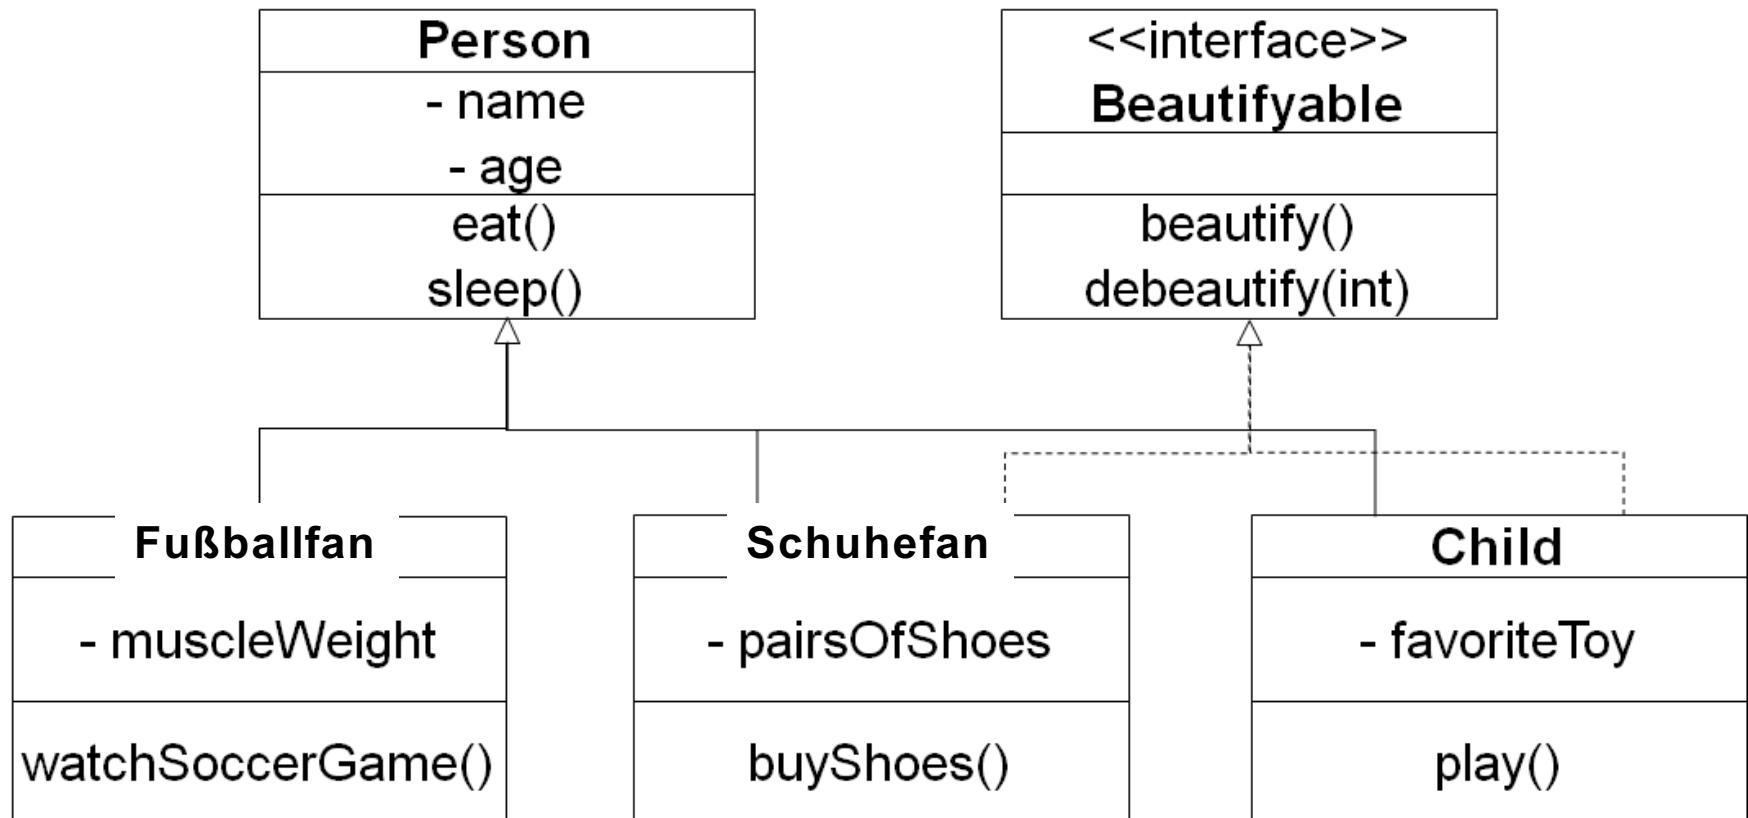 Person
- name
- age
eat()
sleep()
<<interface>>
Beautifyable
beautify()
debeautify(int)
Fußballfan
- muscleWeight
watchSoccerGame()
Schuhefan
- pairsOfShoes
buyShoes()
Child
- favoriteToy
play()